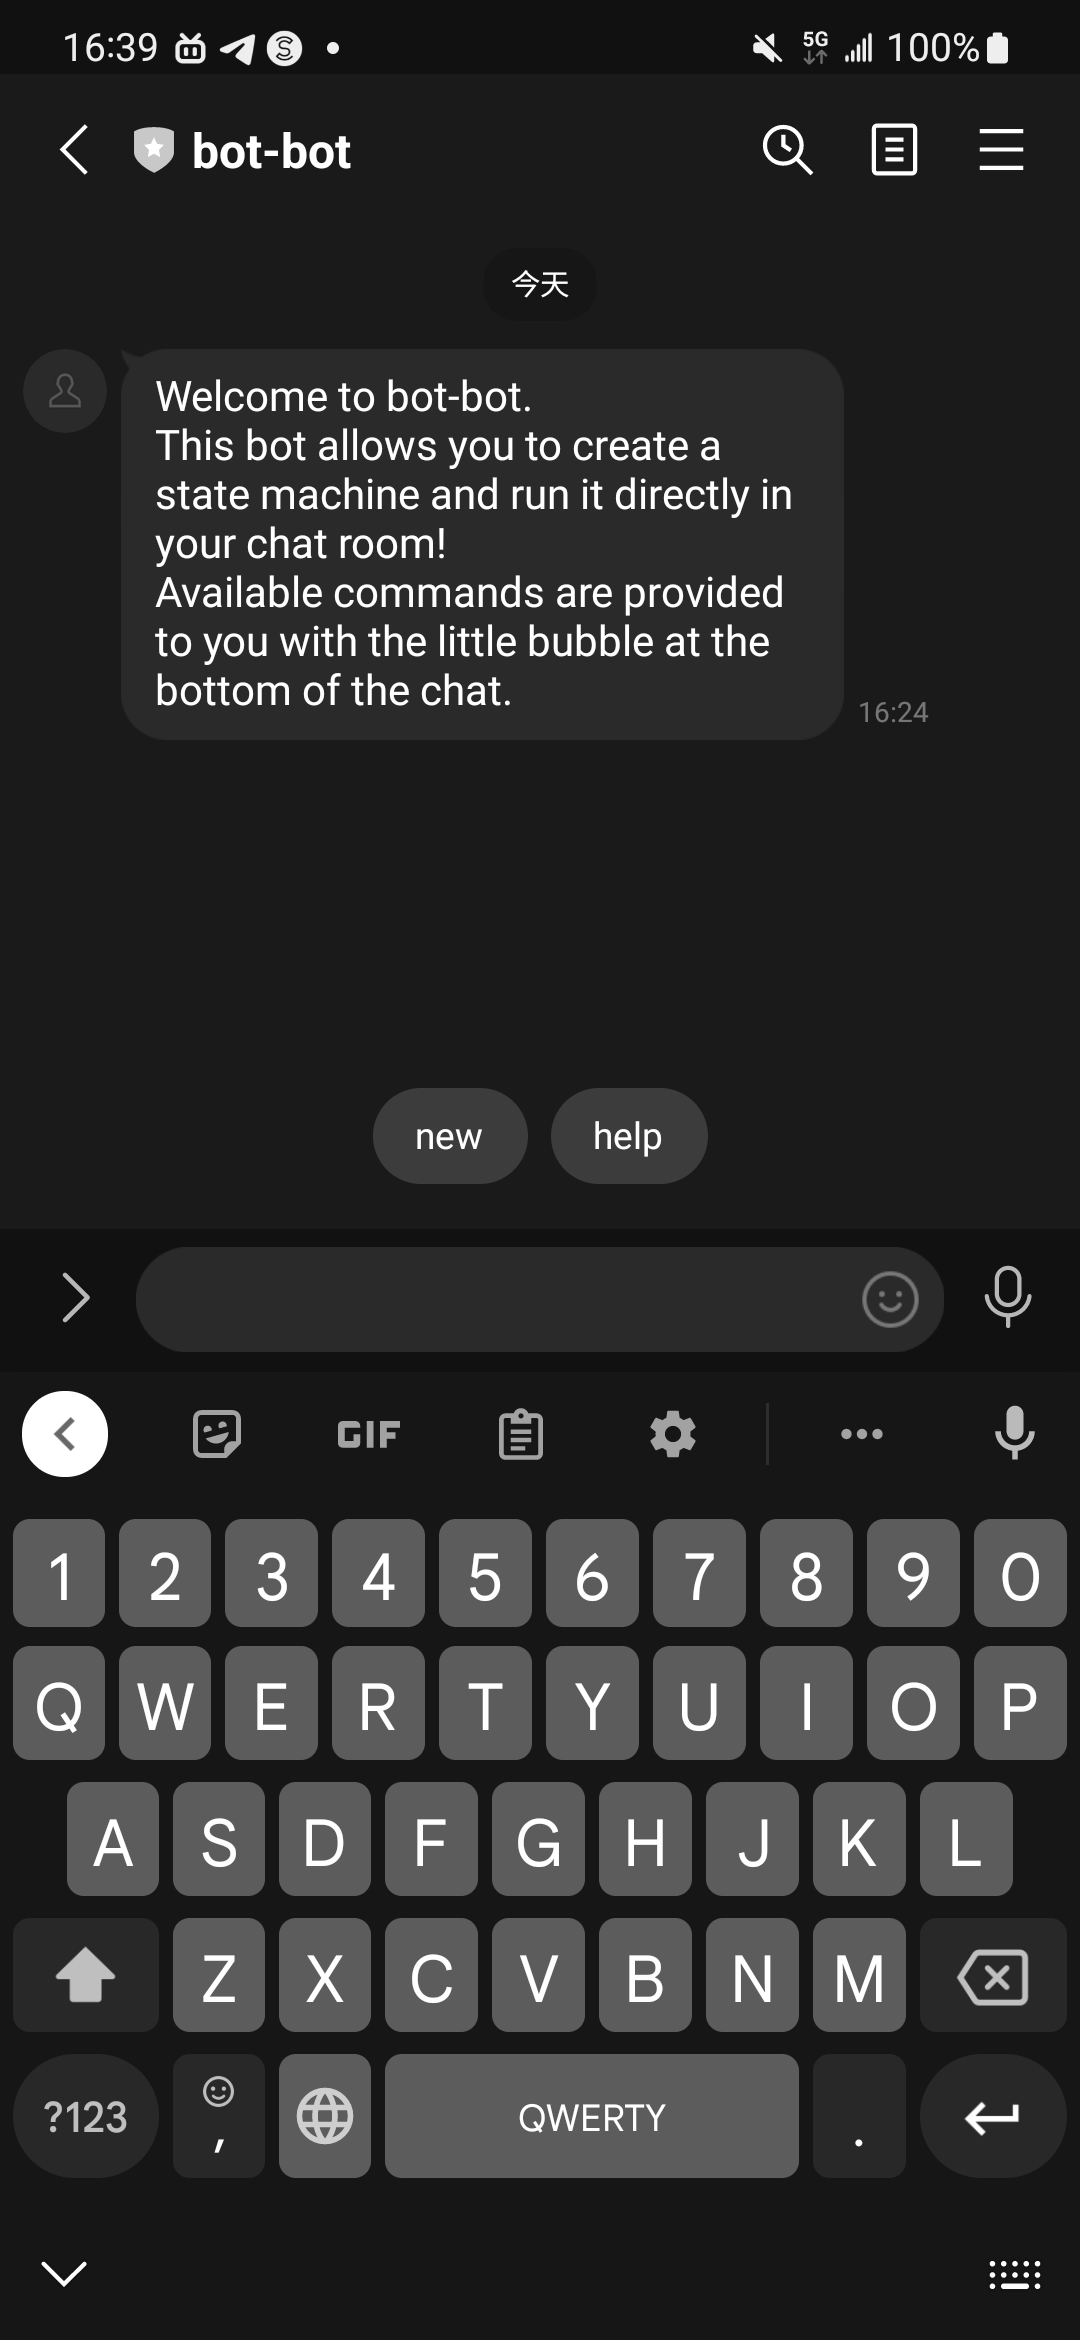 16:39
5G
100%
bot-bot
今天
Welcome to bot-bot.
This bot allows you to create a
state machine and run it directly in
your chat room!
Available commands are provided
to you with the little bubble at the
bottom of the chat.
16:24
new
help
GIF
1 2 3 4 5 6 7 8 9 0
Q W E R T Y U I O P
A S D F G H J K L
Z X C V B N M
?123 , QWERTY .